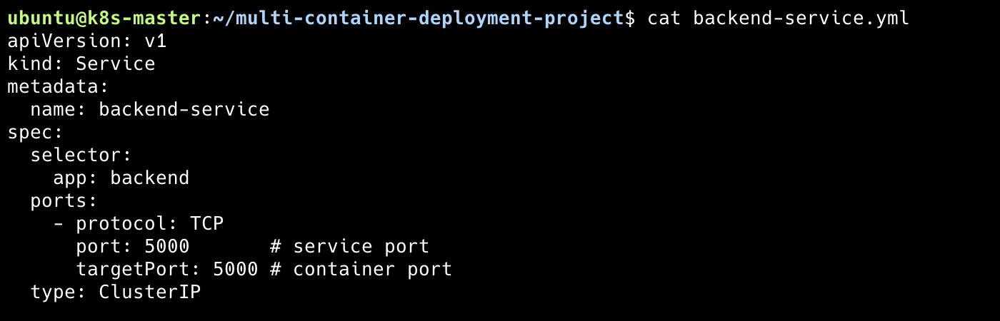 ubuntu@k8s-master:~/multi-container-deployment-project$ cat backend-service.yml
apiVersion: v1
kind: Service
metadata:
  name: backend-service
spec:
  selector:
    app: backend
  ports:
    - protocol: TCP
      port: 5000       # service port
      targetPort: 5000 # container port
  type: ClusterIP